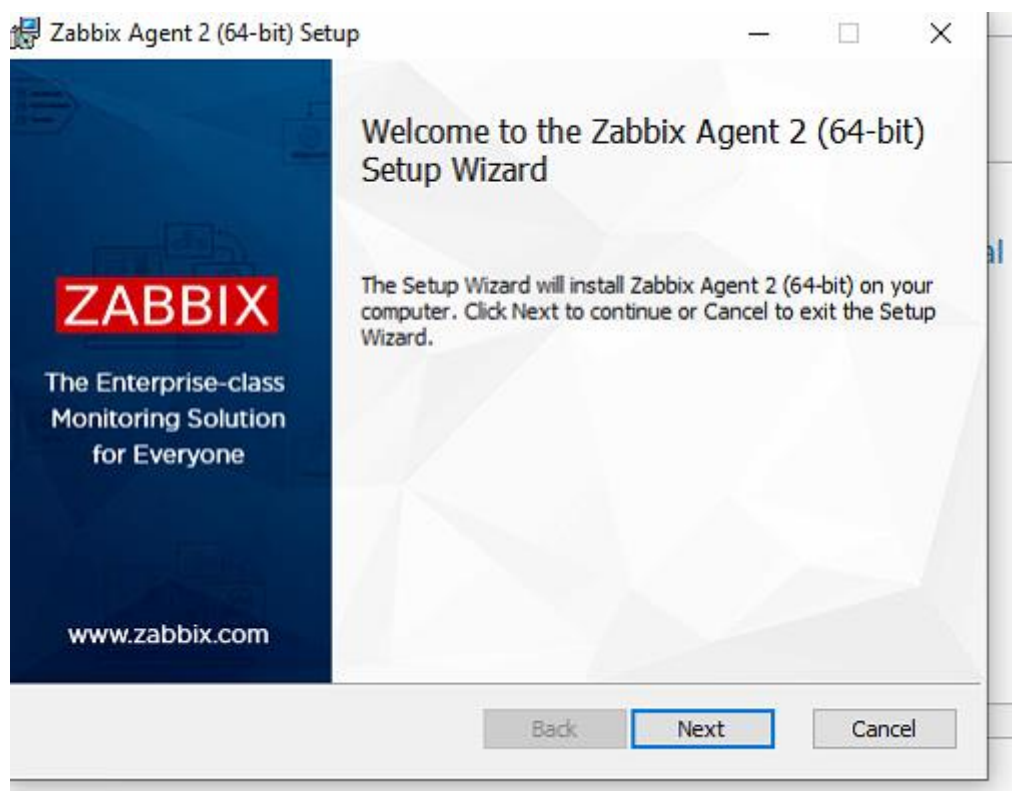 Zabbix Agent 2 (64-bit) Setup
Welcome to the Zabbix Agent 2 (64-bit)
Setup Wizard
The Setup Wizard will install Zabbix Agent 2 (64-bit) on your
computer. Click Next to continue or Cancel to exit the Setup
Wizard.
ZABBIX
The Enterprise-class
Monitoring Solution
for Everyone
www.zabbix.com
Back
Next
Cancel
al